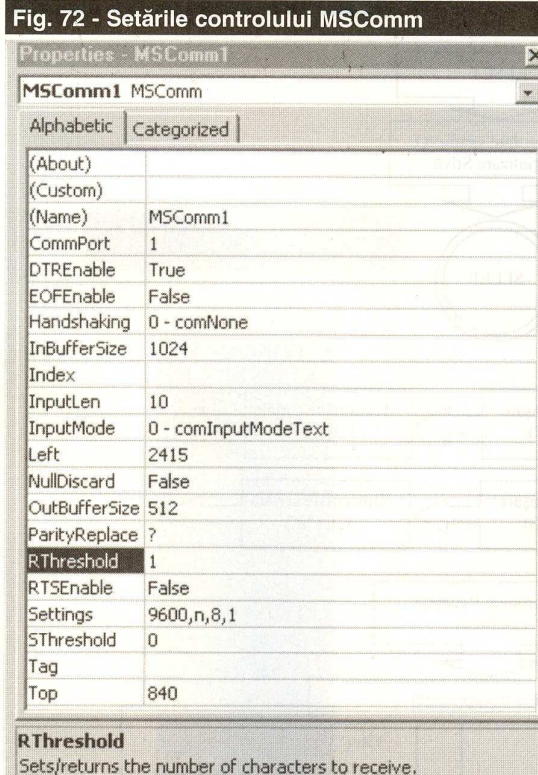 Fig. 72 - Setările controlului MSComm
Properties - MSComm1
MSComm1 MSComm
Alphabetic Categorized
(About)
(Custom)
(Name) MSComm1
CommPort 1
DTREnable True
EOFEnable False
Handshaking 0 - comNone
InBufferSize 1024
Index
InputLen 10
InputMode 0 - comInputModeText
Left 2415
NullDiscard False
OutBufferSize 512
ParityReplace ?
RThreshold 1
RTSEnable False
Settings 9600,n,8,1
SThreshold 0
Tag
Top 840
RThreshold
Sets/returns the number of characters to receive.